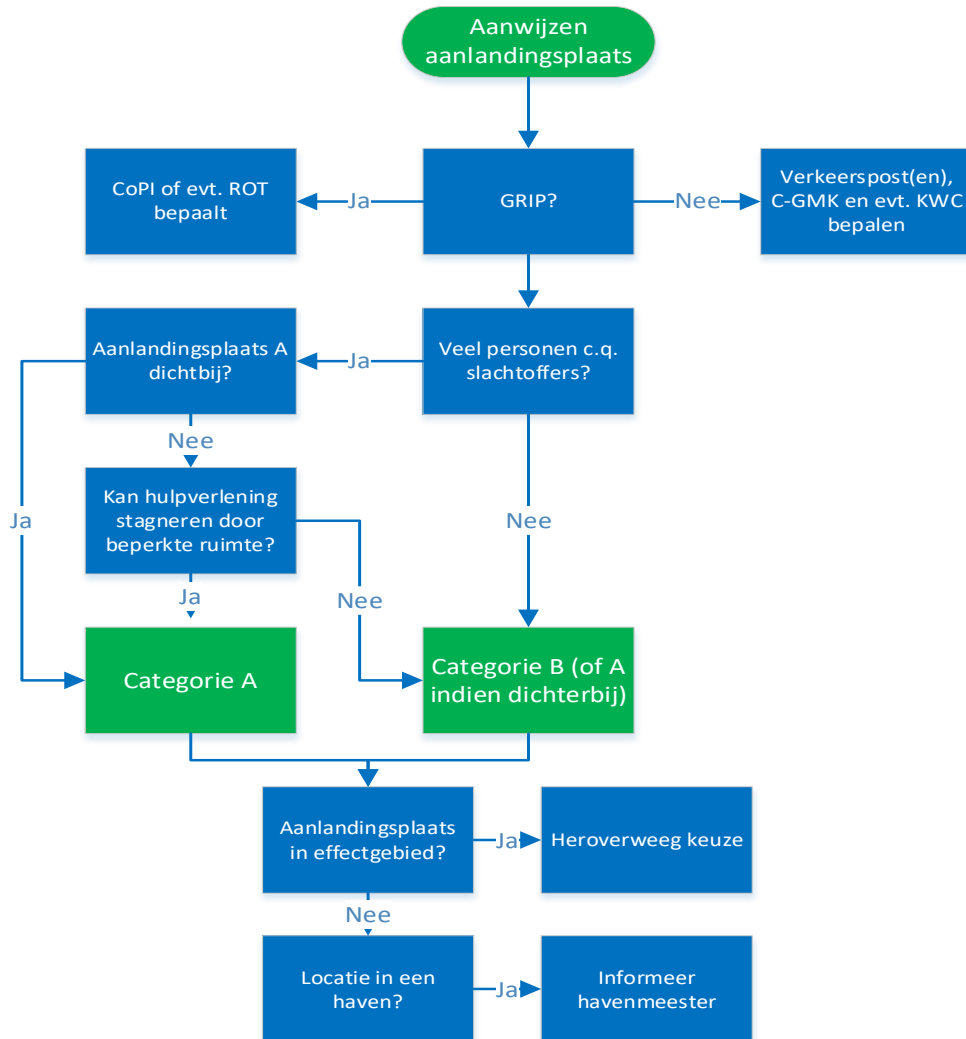 Aanwijzen
aanlandingsplaats
CoPI of evt. ROT
bepaalt
Ja
GRIP?
Nee
Verkeerspost(en),
C-GMK en evt. KWC
bepalen
Aanlandingsplaats A
dichtbij?
Ja
Veel personen c.q.
slachtoffers?
Nee
Kan hulpverlening
stagneren door
beperkte ruimte?
Ja
Nee
Ja
Nee
Categorie A
Categorie B (of A
indien dichterbij)
Aanlandingsplaats
in effectgebied?
Ja
Heroverweeg keuze
Nee
Locatie in een
haven?
Ja
Informeer
havenmeester